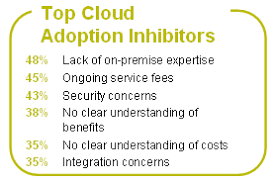 Top Cloud
Adoption Inhibitors
48% Lack of on-premise expertise
45% Ongoing service fees
43% Security concerns
38% No clear understanding of
benefits
35% No clear understanding of costs
35% Integration concerns